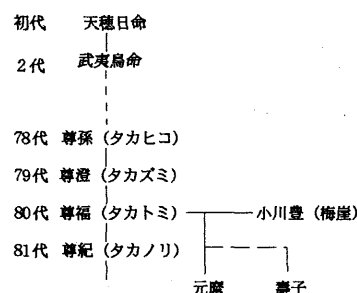 初代 天穂日命
2代 武夷鳥命
78代 尊孫 (タカヒコ)
79代 尊澄 (タカズミ)
80代 尊福 (タカトミ) 小川豊 (梅崖)
81代 尊紀 (タカノリ)
元麿 壽子